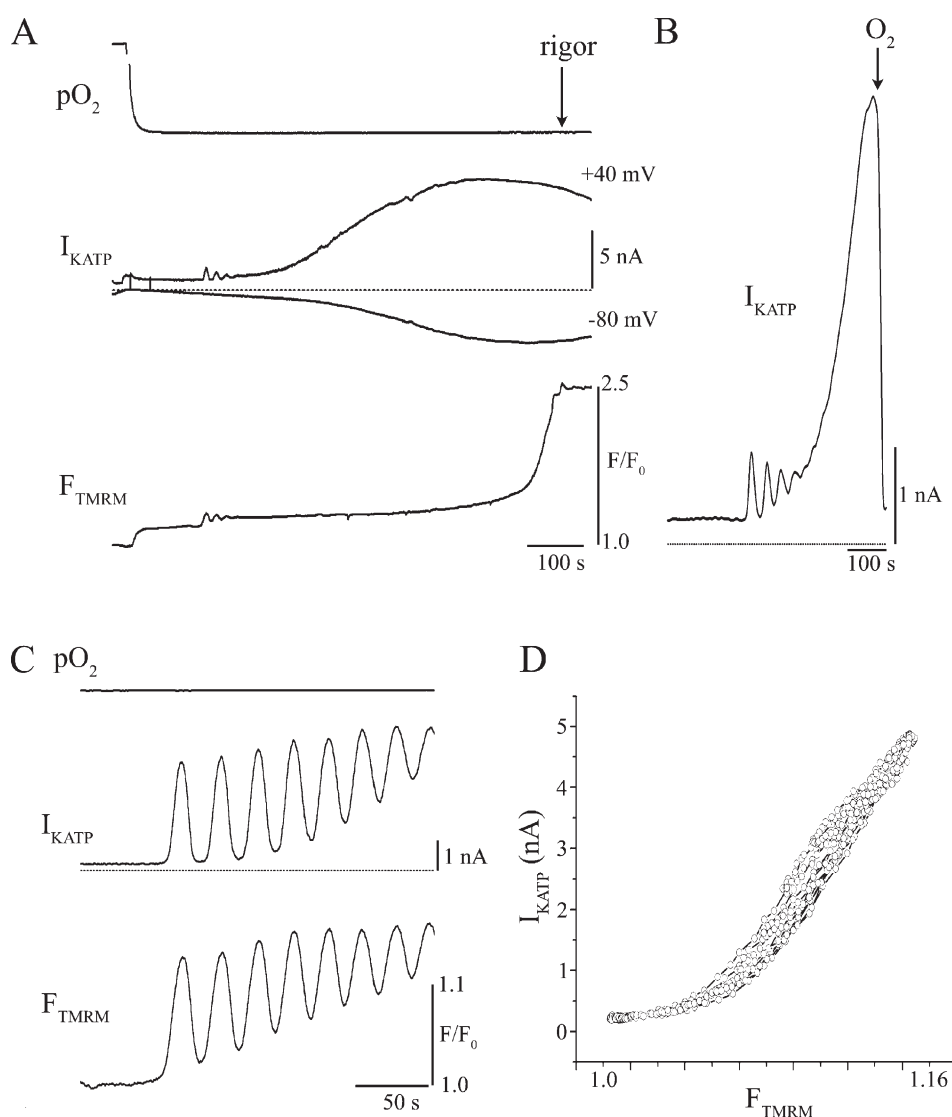 A
pO2
rigor
+40 mV
IKATP
5 nA
-80 mV
2.5
FTMRM
F/F0
1.0
100 s
B
O2
IKATP
1 nA
100 s
C
pO2
IKATP
1 nA
FTMRM
1.1
F/F0
1.0
50 s
D
5
4
3
2
1
0
IKATP (nA)
1.0
1.16
FTMRM